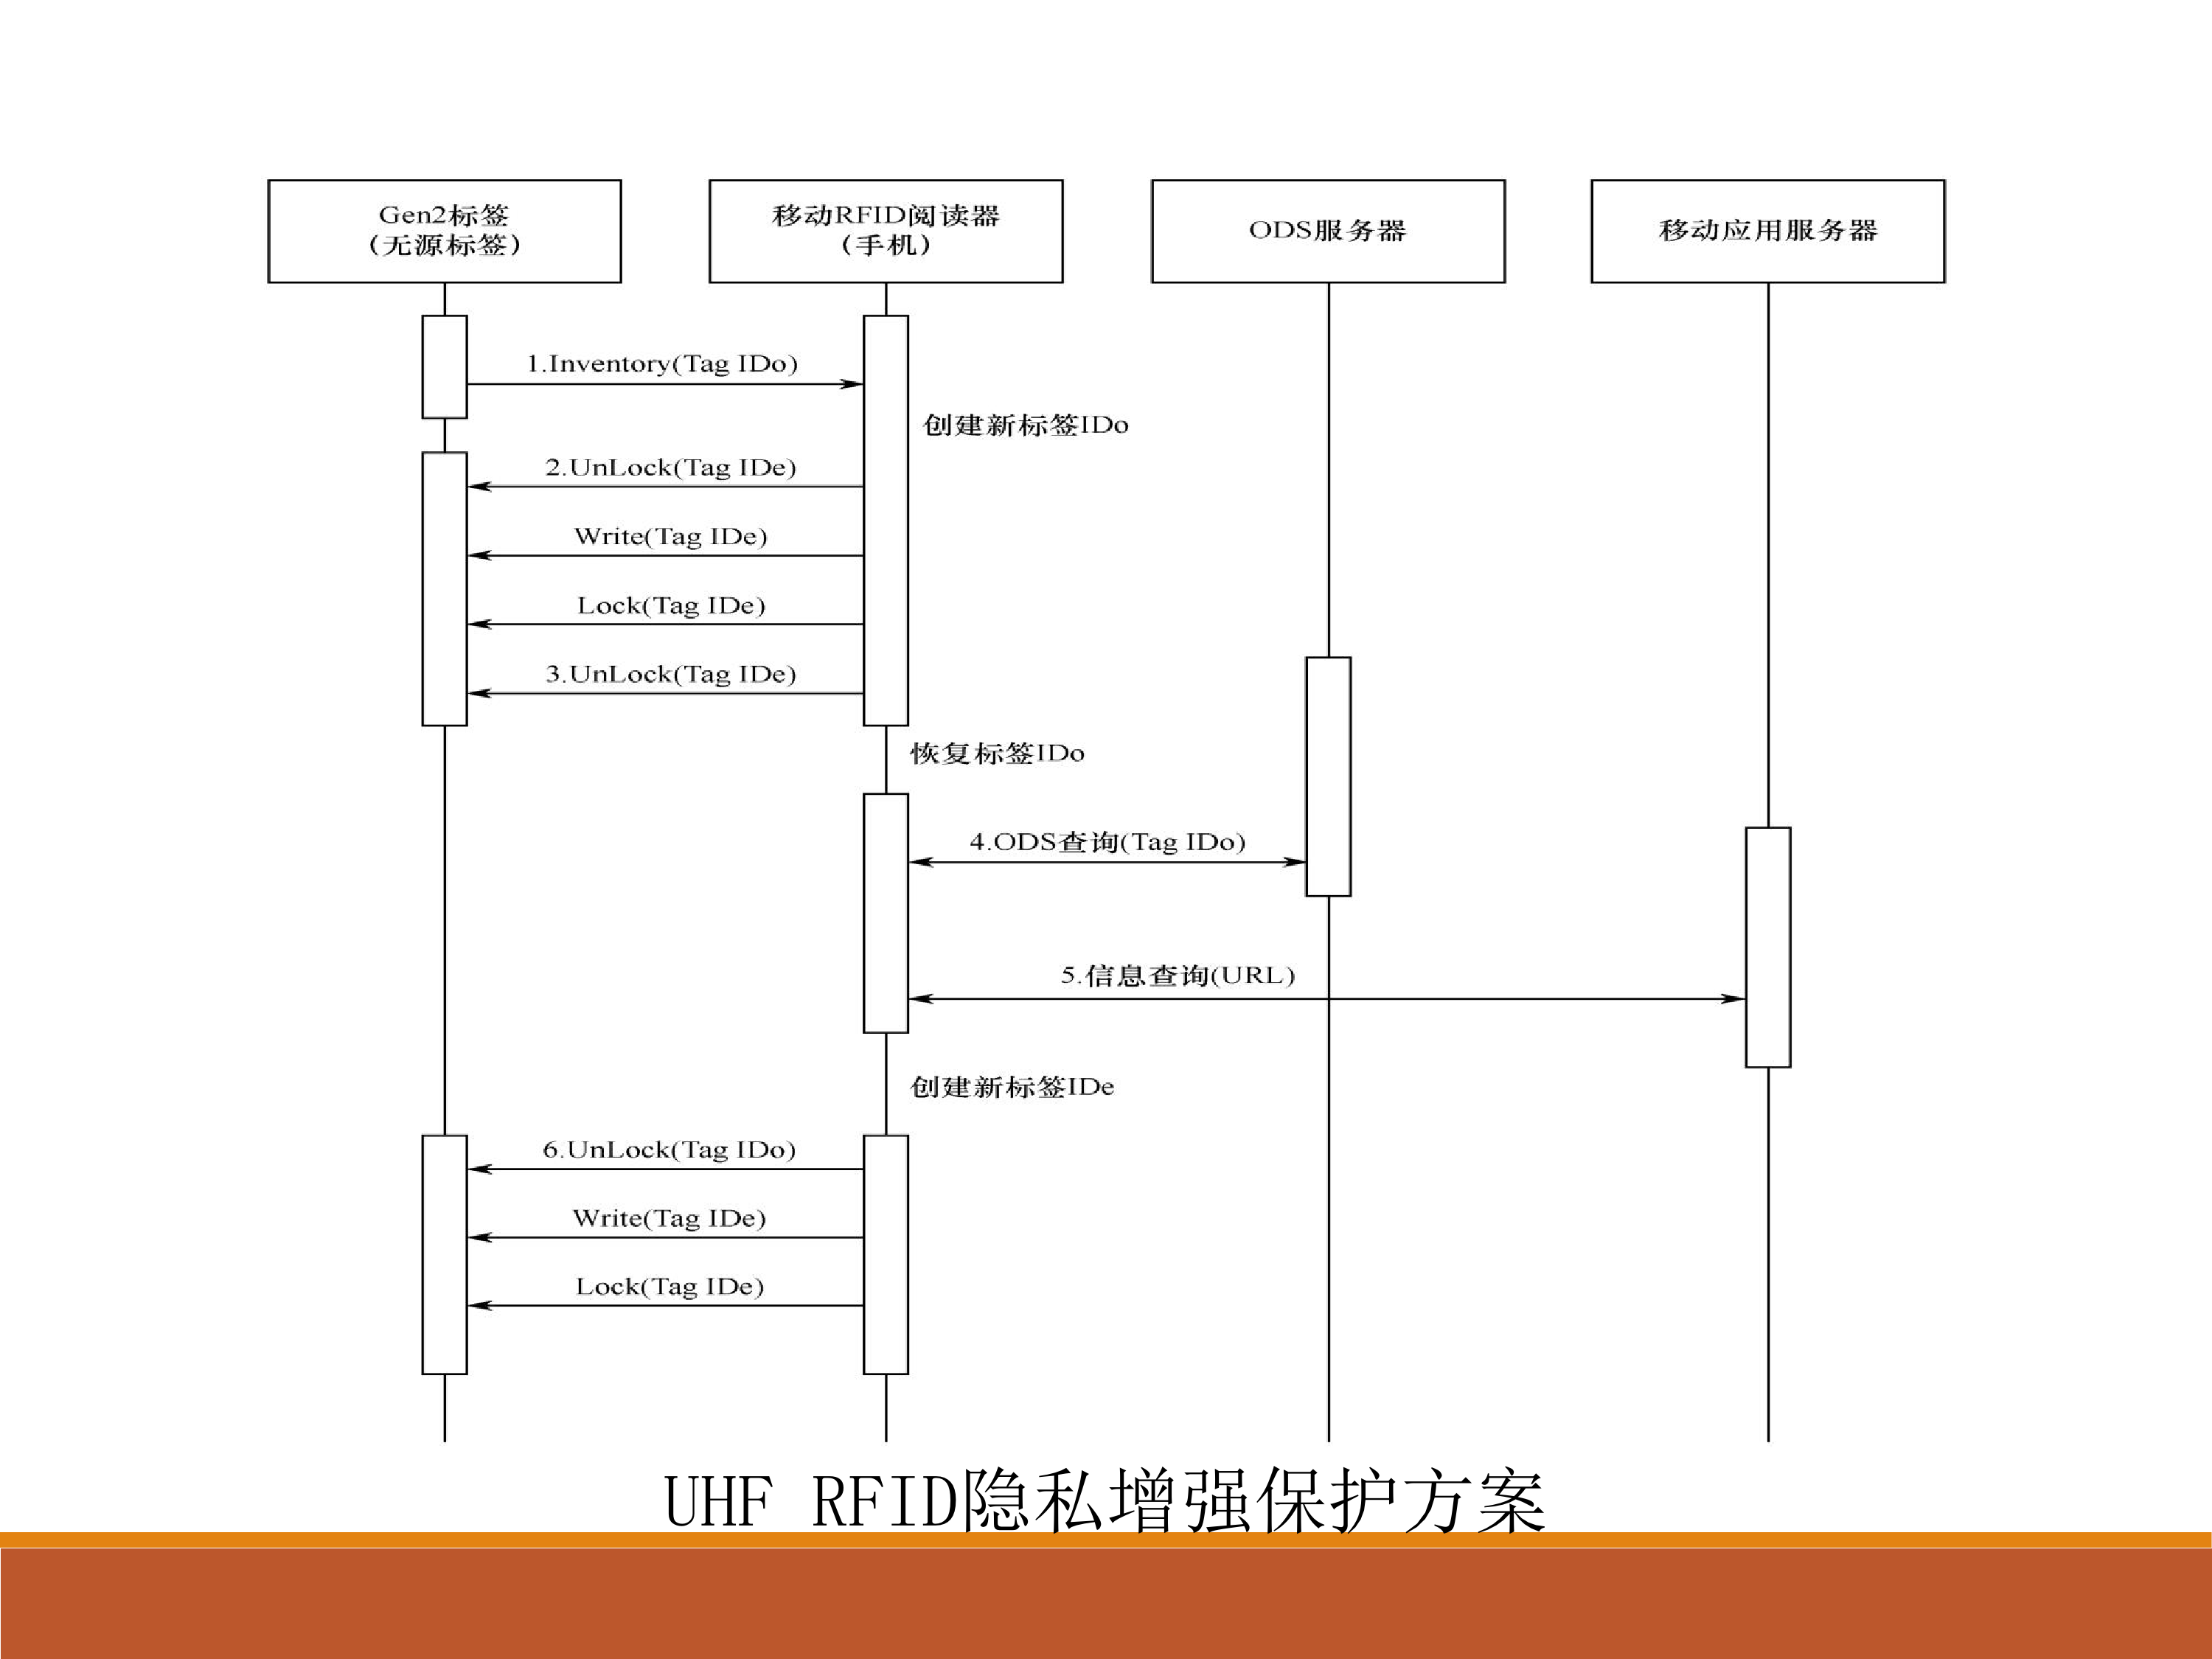 Gen2标签
（无源标签）
移动RFID阅读器
（手机）
ODS服务器
移动应用服务器
1.Inventory(Tag IDo)
创建新标签IDo
2.UnLock(Tag IDe)
Write(Tag IDe)
Lock(Tag IDe)
3.UnLock(Tag IDe)
恢复标签IDo
4.ODS查询(Tag IDo)
5.信息查询(URL)
创建新标签IDe
6.UnLock(Tag IDo)
Write(Tag IDe)
Lock(Tag IDe)
UHF RFID隐私增强保护方案